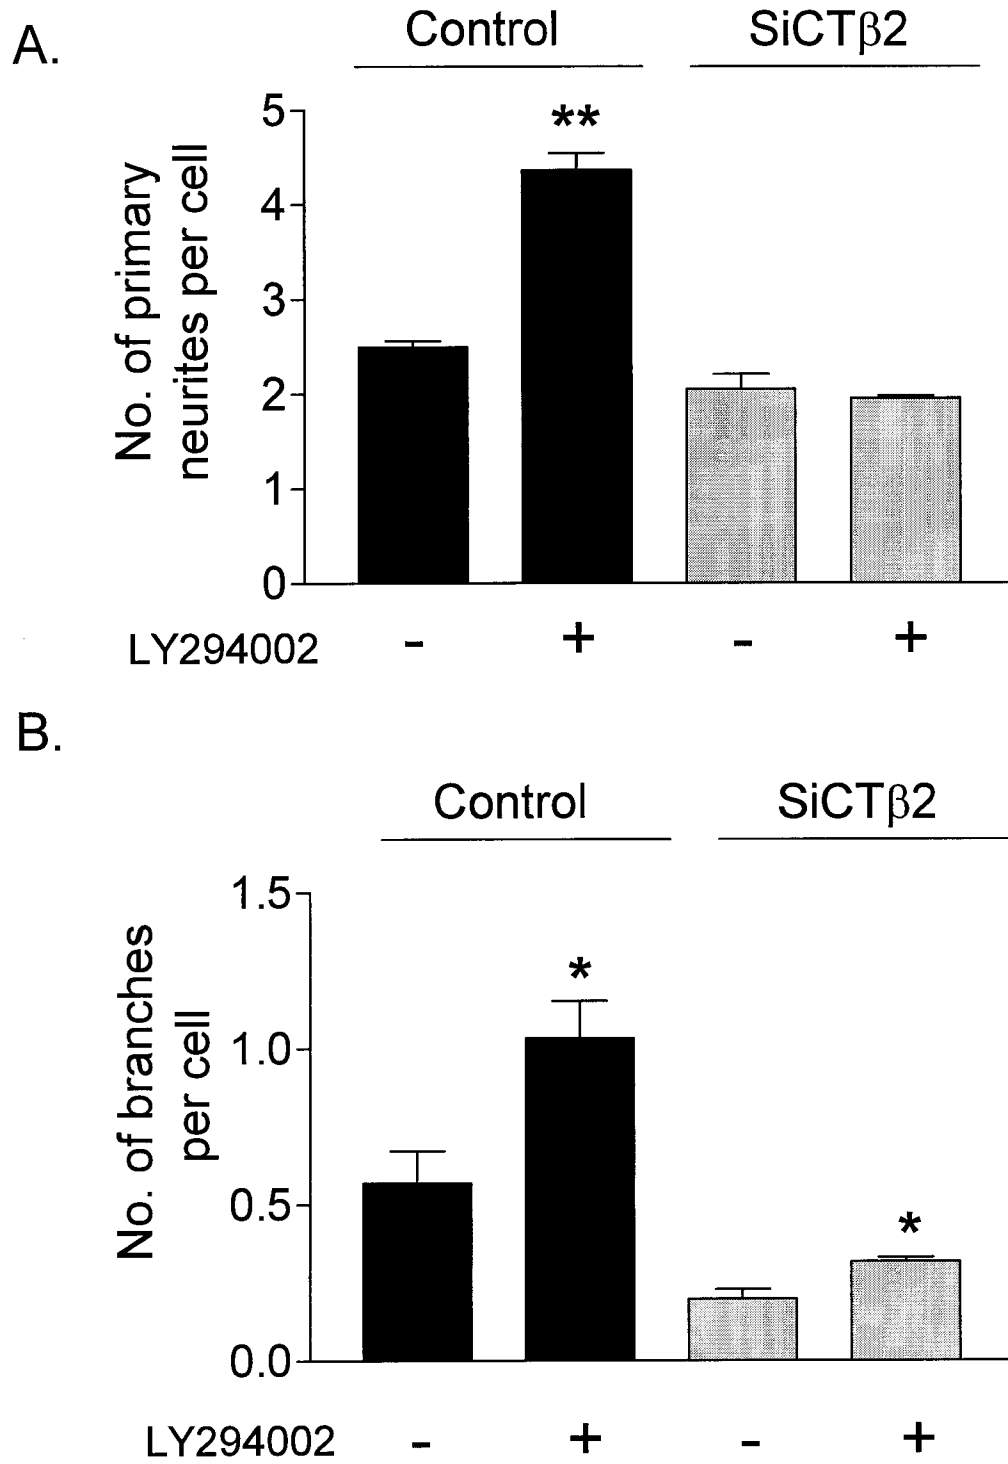 A.
Control SiCTβ2
No. of primary
neurites per cell
5
**
4
3
2
1
0
LY294002 - + - +
B.
Control SiCTβ2
No. of branches
per cell
1.5
*
1.0
0.5
*
0.0
LY294002 - + - +